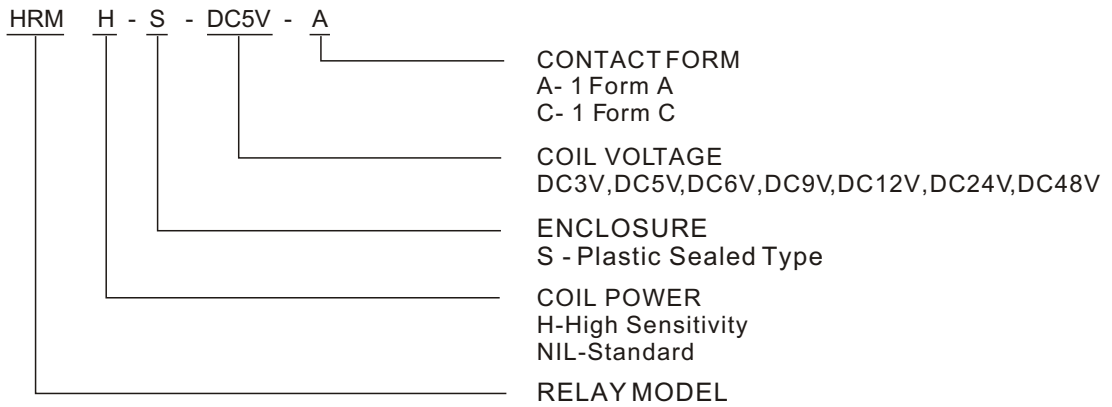 HRM H - S - DC5V - A
CONTACT FORM
A- 1 Form A
C- 1 Form C
COIL VOLTAGE
DC3V,DC5V,DC6V,DC9V,DC12V,DC24V,DC48V
ENCLOSURE
S - Plastic Sealed Type
COIL POWER
H-High Sensitivity
NIL-Standard
RELAY MODEL